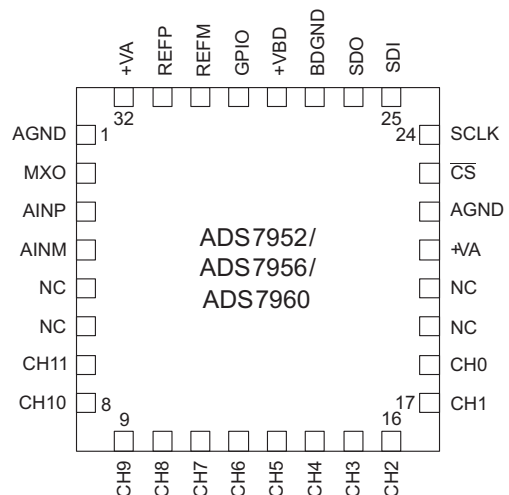 +VA
REFP
REFM
GPIO
+VBD
BDGND
SDO
SDI
32
25
AGND
1
24
SCLK
MXO
CS
AINP
AGND
AINM
+VA
ADS7952/
ADS7956/
ADS7960
NC
NC
NC
NC
CH11
CH0
CH10
8
17
CH1
9
16
CH9
CH8
CH7
CH6
CH5
CH4
CH3
CH2